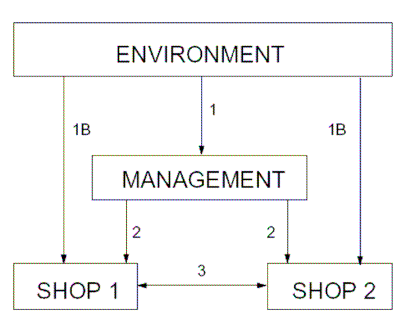 ENVIRONMENT
1B
1
1B
MANAGEMENT
2
2
3
SHOP 1
SHOP 2